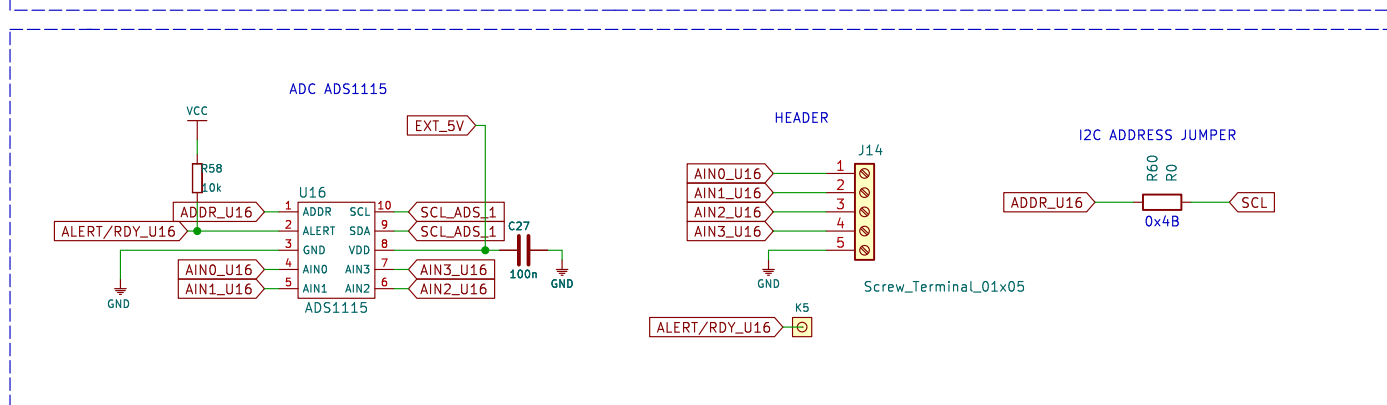 ADC ADS1115
VCC
R58
10k
EXT_5V
U16
ADDR_U16 1 ADDR SCL 10 SCL_ADS_1
ALERT/RDY_U16 2 ALERT SDA 9 SCL_ADS_1
3 GND VDD 8
AIN0_U16 4 AIN0 AIN3 7 AIN3_U16
AIN1_U16 5 AIN1 AIN2 6 AIN2_U16
GND
ADS1115
C27
100n
GND
HEADER
J14
AIN0_U16 1
AIN1_U16 2
AIN2_U16 3
AIN3_U16 4
5
GND
Screw_Terminal_01x05
K5
ALERT/RDY_U16
I2C ADDRESS JUMPER
R60
R0
ADDR_U16 SCL
0x4B